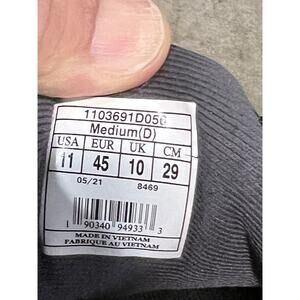 1103691D056
Medium(D)
USA EUR UK CM
11 45 10 29
05/21 8469
1 90340 94933 3
MADE IN VIETNAM
FABRIQUE AU VIETNAM